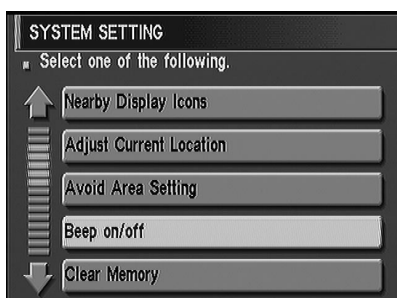 SYSTEM SETTING
Select one of the following.
Nearby Display Icons
Adjust Current Location
Avoid Area Setting
Beep on/off
Clear Memory